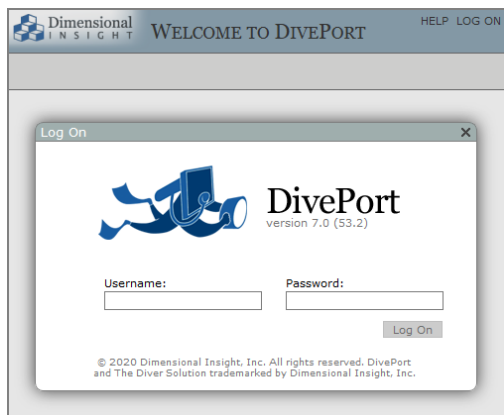 Dimensional
INSIGHT
WELCOME TO DIVEPORT
HELP LOG ON
Log On
DivePort
version 7.0 (53.2)
Username:
Password:
Log On
© 2020 Dimensional Insight, Inc. All rights reserved. DivePort
and The Diver Solution trademarked by Dimensional Insight, Inc.